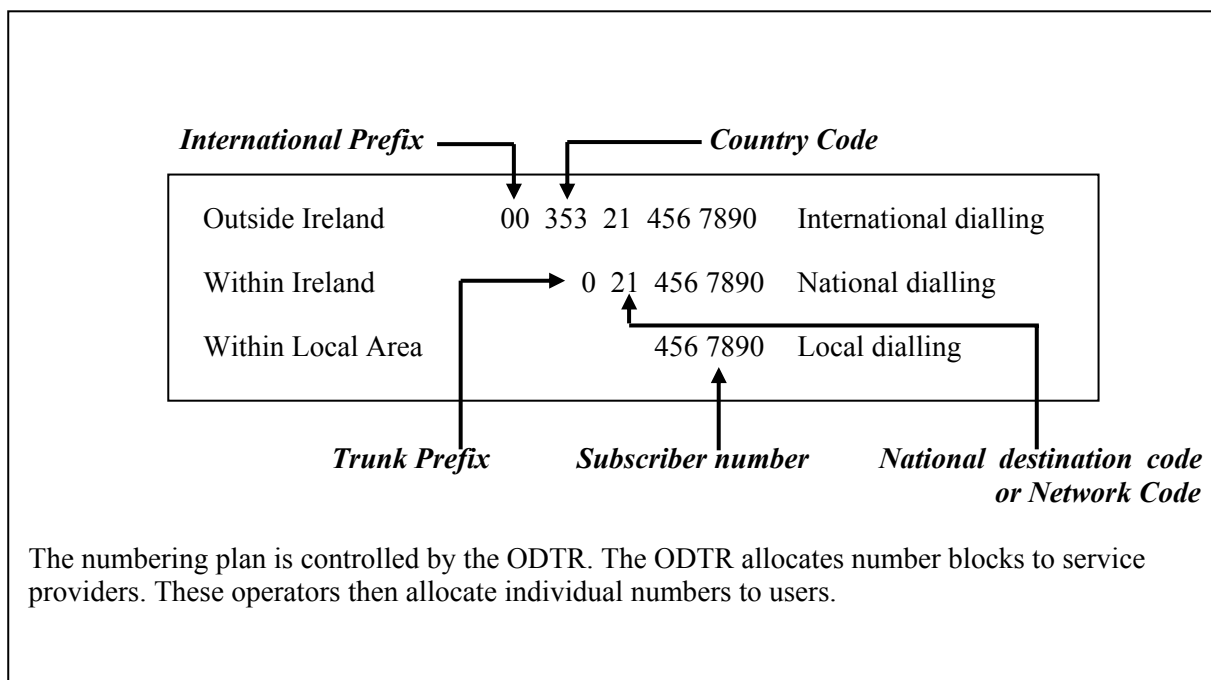 International Prefix Country Code
Outside Ireland 00 353 21 456 7890 International dialling
Within Ireland 0 21 456 7890 National dialling
Within Local Area 456 7890 Local dialling
Trunk Prefix Subscriber number National destination code
or Network Code
The numbering plan is controlled by the ODTR. The ODTR allocates number blocks to service
providers. These operators then allocate individual numbers to users.